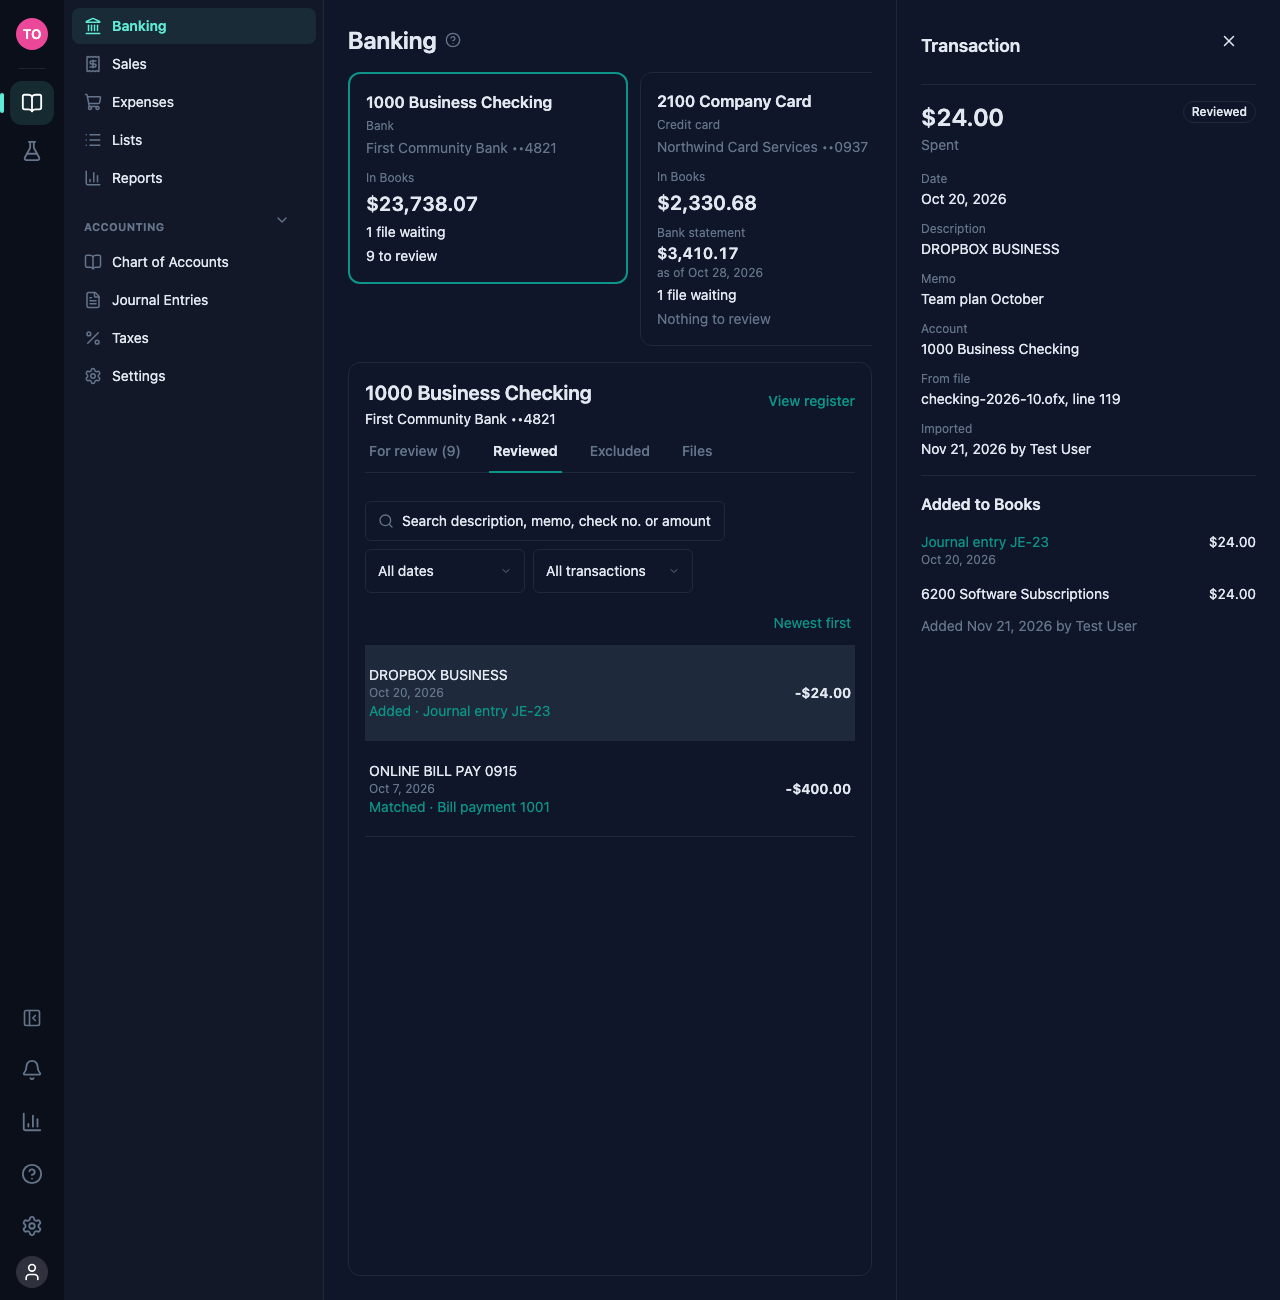 TO
Banking
Sales
Expenses
Lists
Reports
ACCOUNTING
Chart of Accounts
Journal Entries
Taxes
Settings
Banking
1000 Business Checking
Bank
First Community Bank ••4821
In Books
$23,738.07
1 file waiting
9 to review
2100 Company Card
Credit card
Northwind Card Services ••0937
In Books
$2,330.68
Bank statement
$3,410.17
as of Oct 28, 2026
1 file waiting
Nothing to review
1000 Business Checking
First Community Bank ••4821
View register
For review (9)
Reviewed
Excluded
Files
Search description, memo, check no. or amount
All dates
All transactions
Newest first
DROPBOX BUSINESS
Oct 20, 2026
Added · Journal entry JE-23
-$24.00
ONLINE BILL PAY 0915
Oct 7, 2026
Matched · Bill payment 1001
-$400.00
Transaction
$24.00
Reviewed
Spent
Date
Oct 20, 2026
Description
DROPBOX BUSINESS
Memo
Team plan October
Account
1000 Business Checking
From file
checking-2026-10.ofx, line 119
Imported
Nov 21, 2026 by Test User
Added to Books
Journal entry JE-23
$24.00
Oct 20, 2026
6200 Software Subscriptions
$24.00
Added Nov 21, 2026 by Test User